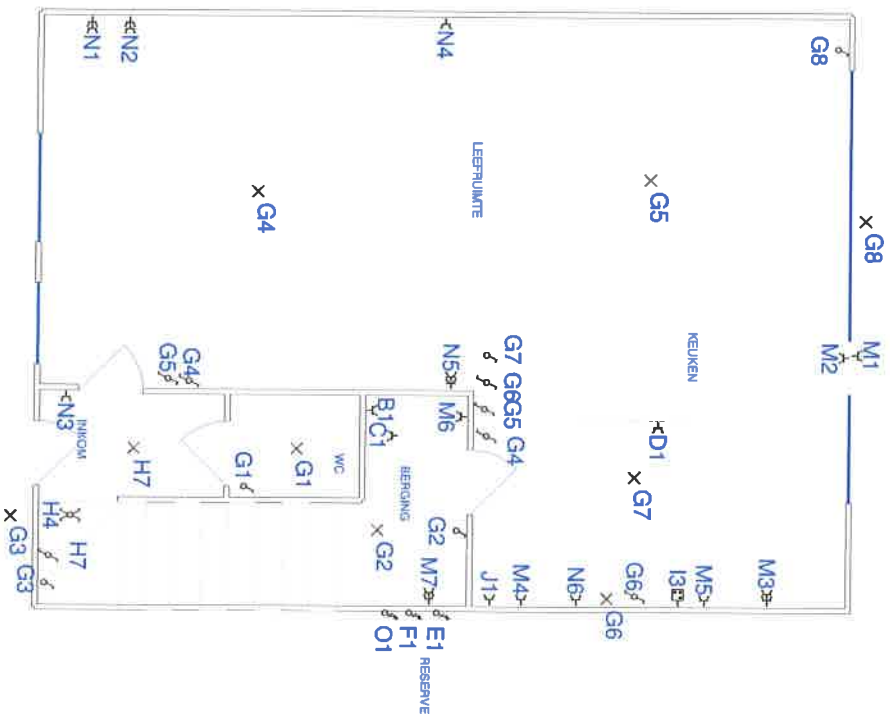 N1
N2
N4
G8
LEEFRUIMTE
G4
G5
G8
KEUKEN
M1
M2
G4
G5
N5
G7
G6
G5
G4
N3
INKOM
H7
G1
G1
WC
B1
C1
M6
BERGING
G2
G2
D1
G7
G3
G3
H4
H7
M7
J1
M4
N6
G6
G6
I3
M5
M3
O1
F1
E1
RESERVE